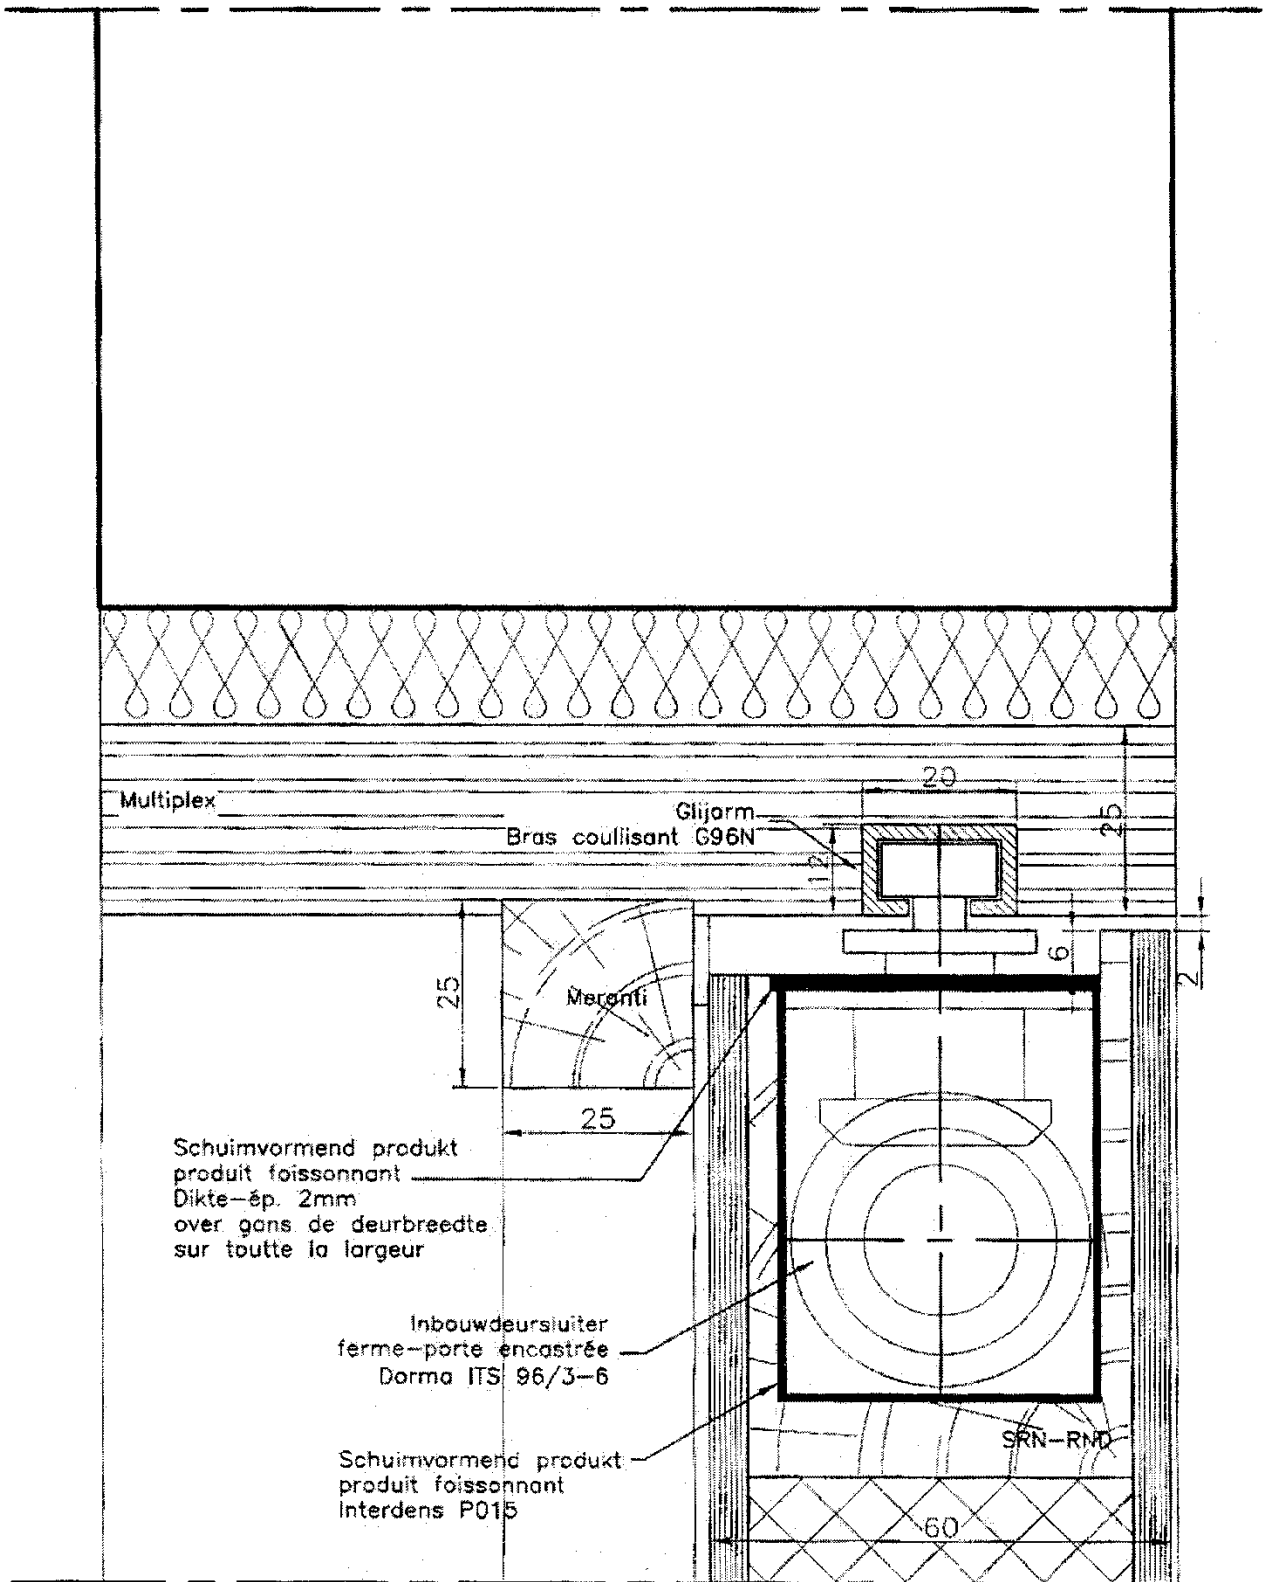 20
Multiplex
Glijarm
Bras coullisant G96N
12
25
6
2
25
Meranti
25
Schuimvormend produkt
produit foissonnant
Dikte-ép. 2mm
over gans de deurbreedte
sur toutte la largeur
Inbouwdeursluiter
ferme-porte encastrée
Dorma ITS 96/3-6
SRN-RND
Schuimvormend produkt
produit foissonnant
Interdens P015
60